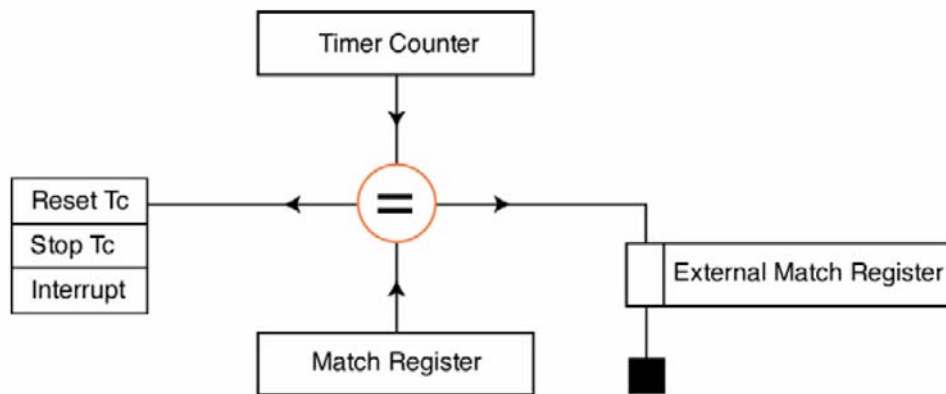 Timer Counter
=
Reset Tc
Stop Tc
Interrupt
External Match Register
Match Register